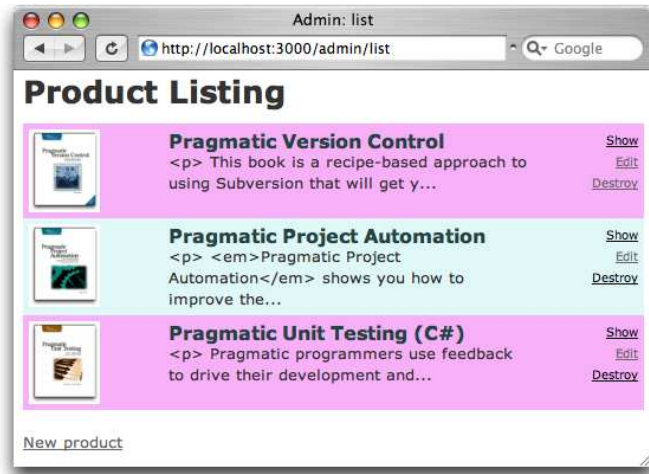 Admin: list
http://localhost:3000/admin/list
Google
Product Listing
Pragmatic Version Control
<p> This book is a recipe-based approach to
using Subversion that will get y...
Show
Edit
Destroy
Pragmatic Project Automation
<p> <em>Pragmatic Project
Automation</em> shows you how to
improve the...
Show
Edit
Destroy
Pragmatic Unit Testing (C#)
<p> Pragmatic programmers use feedback
to drive their development and...
Show
Edit
Destroy
New product